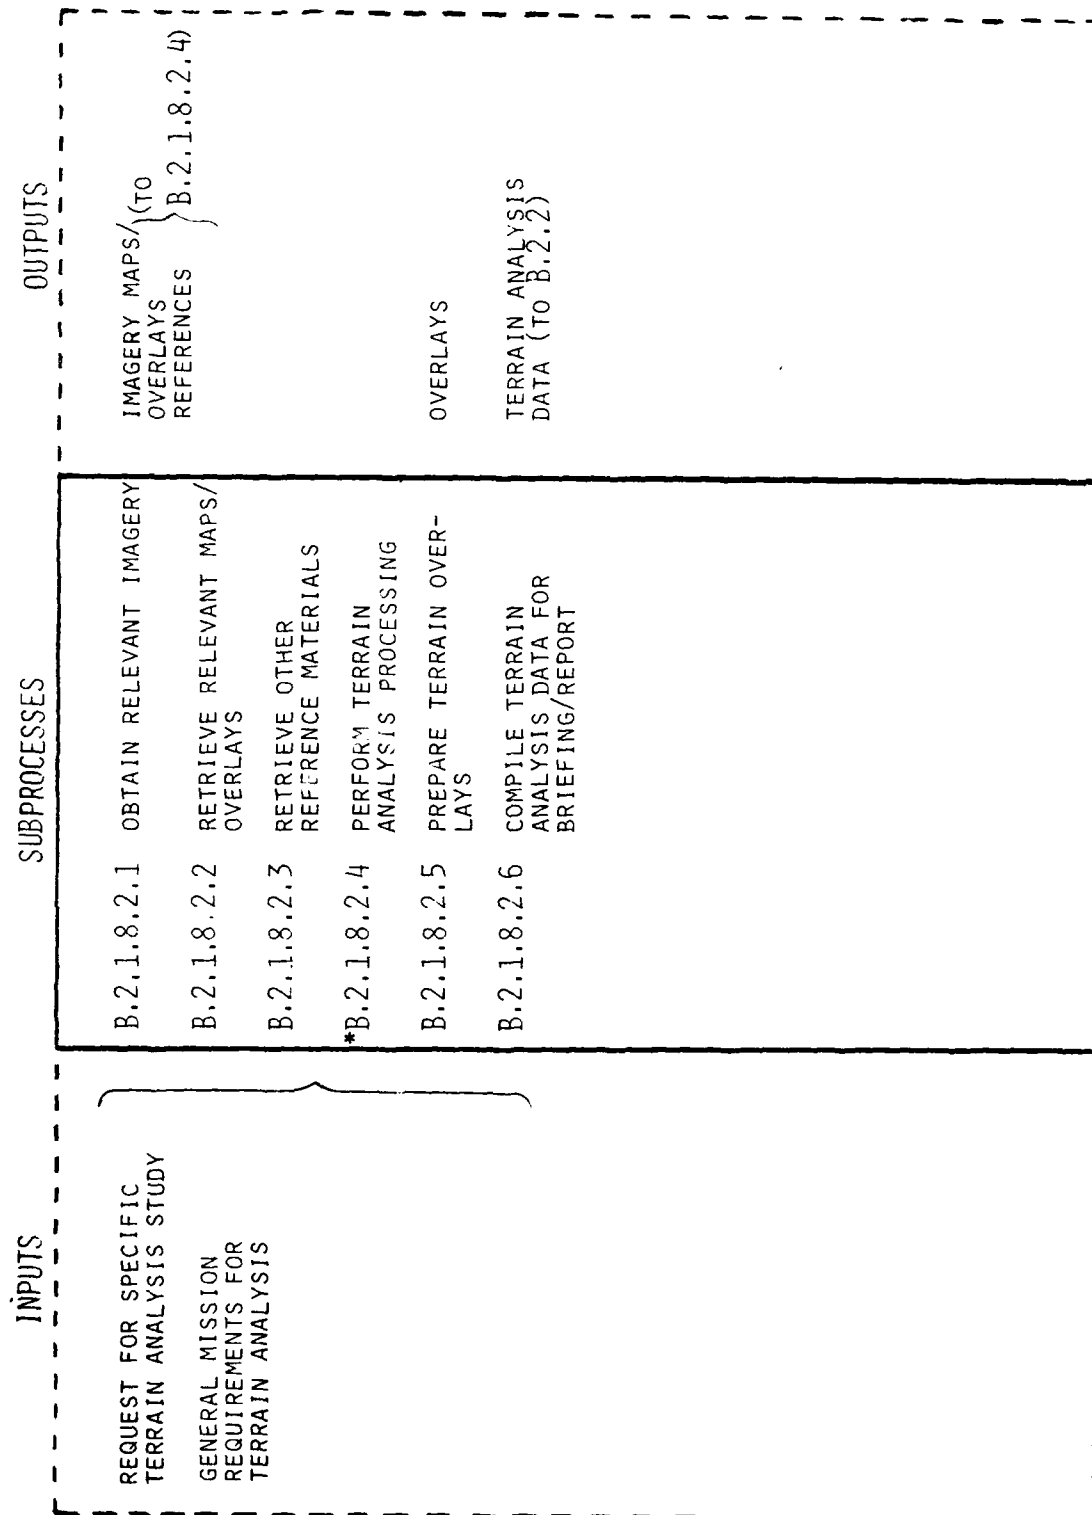 INPUTS
REQUEST FOR SPECIFIC
TERRAIN ANALYSIS STUDY
GENERAL MISSION
REQUIREMENTS FOR
TERRAIN ANALYSIS
SUBPROCESSES
B.2.1.8.2.1 OBTAIN RELEVANT IMAGERY
B.2.1.8.2.2 RETRIEVE RELEVANT MAPS/
OVERLAYS
B.2.1.8.2.3 RETRIEVE OTHER
REFERENCE MATERIALS
*B.2.1.8.2.4 PERFORM TERRAIN
ANALYSIS PROCESSING
B.2.1.8.2.5 PREPARE TERRAIN OVER-
LAYS
B.2.1.8.2.6 COMPILE TERRAIN
ANALYSIS DATA FOR
BRIEFING/REPORT
OUTPUTS
IMAGERY MAPS/
OVERLAYS
REFERENCES
(TO
B.2.1.8.2.4)
OVERLAYS
TERRAIN ANALYSIS
DATA (TO B.2.2)